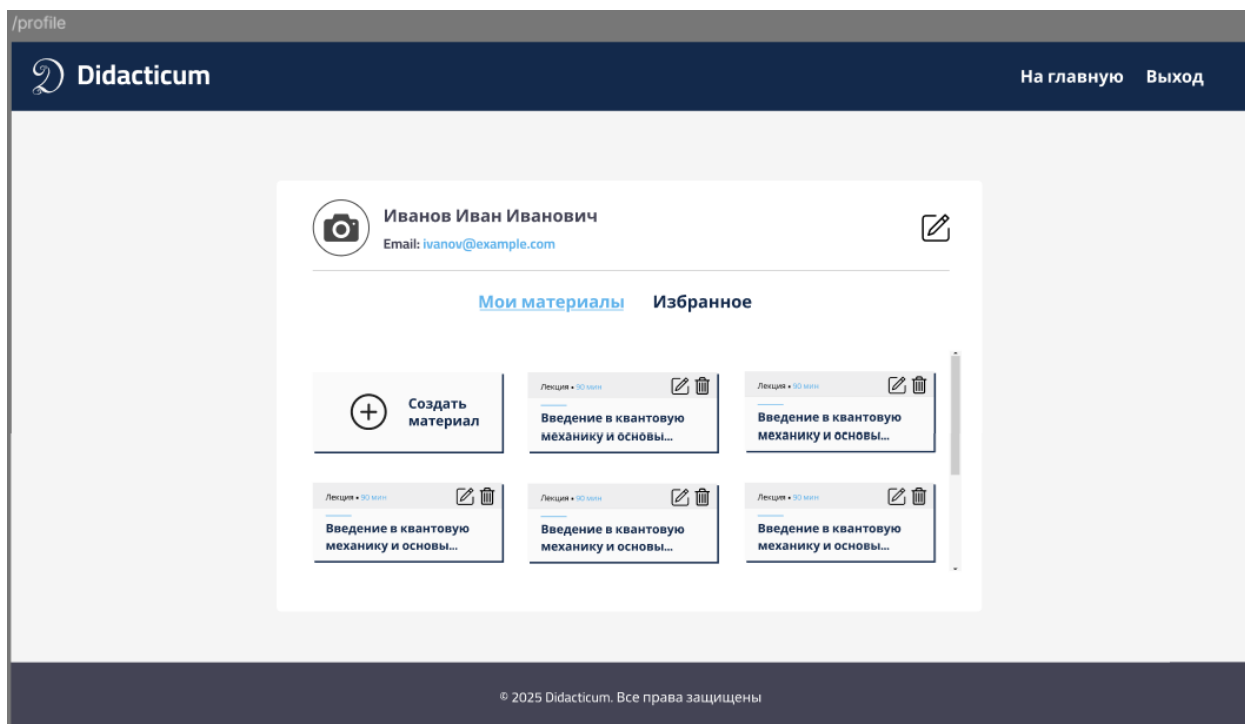 /profile
Didacticum
На главную Выход
Иванов Иван Иванович
Email: ivanov@example.com
Мои материалы Избранное
Создать
материал
Лекция • 90 мин
Введение в квантовую
механику и основы...
Лекция • 90 мин
Введение в квантовую
механику и основы...
Лекция • 90 мин
Введение в квантовую
механику и основы...
Лекция • 90 мин
Введение в квантовую
механику и основы...
Лекция • 90 мин
Введение в квантовую
механику и основы...
© 2025 Didacticum. Все права защищены